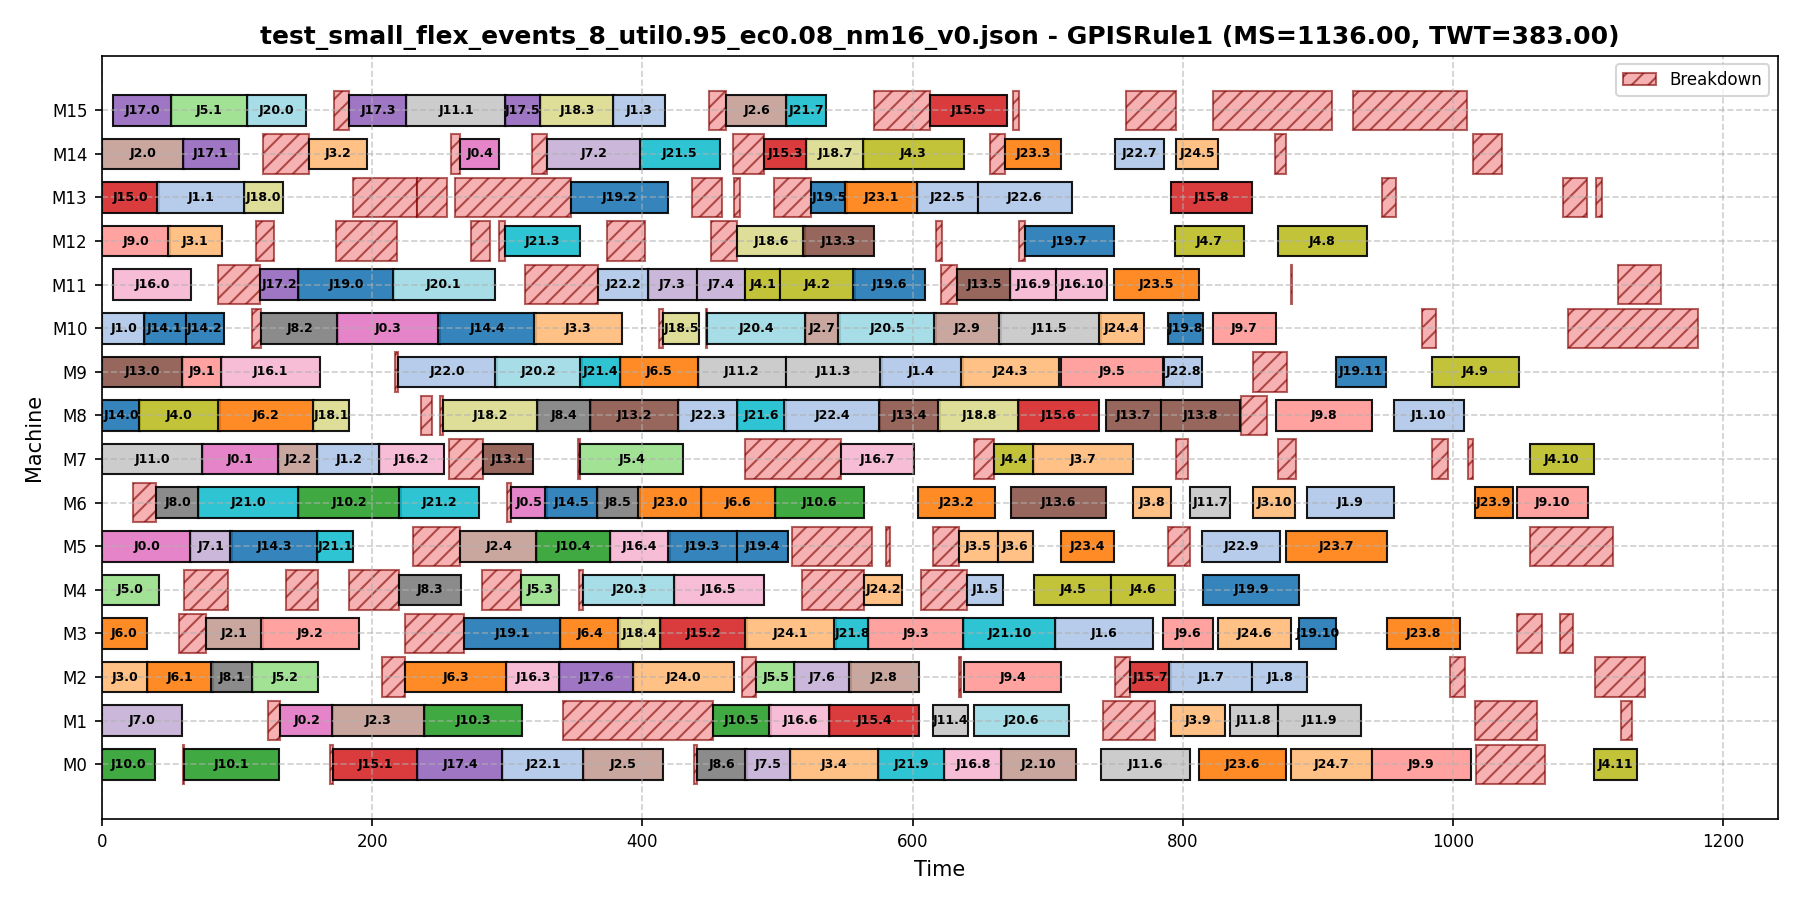 test_small_flex_events_8_util0.95_ec0.08_nm16_v0.json - GPISRule1 (MS=1136.00, TWT=383.00)
Breakdown
M15 J17.0 J5.1 J20.0 J17.3 J11.1 J17.5 J18.3 J1.3 J2.6 J21.7 J15.5
M14 J2.0 J17.1 J3.2 J0.4 J7.2 J21.5 J15.3 J18.7 J4.3 J23.3 J22.7 J24.5
M13 J15.0 J1.1 J18.0 J19.2 J19.5 J23.1 J22.5 J22.6 J15.8
M12 J9.0 J3.1 J21.3 J18.6 J13.3 J19.7 J4.7 J4.8
M11 J16.0 J17.2 J19.0 J20.1 J22.2 J7.3 J7.4 J4.1 J4.2 J19.6 J13.5 J16.9 J16.10 J23.5
M10 J1.0 J14.1 J14.2 J8.2 J0.3 J14.4 J3.3 J18.5 J20.4 J2.7 J20.5 J2.9 J11.5 J24.4 J19.8 J9.7
M9 J13.0 J9.1 J16.1 J22.0 J20.2 J21.4 J6.5 J11.2 J11.3 J1.4 J24.3 J9.5 J22.8 J19.11 J4.9
M8 J14.0 J4.0 J6.2 J18.1 J18.2 J8.4 J13.2 J22.3 J21.6 J22.4 J13.4 J18.8 J15.6 J13.7 J13.8 J9.8 J1.10
M7 J11.0 J0.1 J2.2 J1.2 J16.2 J13.1 J5.4 J16.7 J4.4 J3.7 J4.10
M6 J8.0 J21.0 J10.2 J21.2 J0.5 J14.5 J8.5 J23.0 J6.6 J10.6 J23.2 J13.6 J3.8 J11.7 J3.10 J1.9 J23.9 J9.10
M5 J0.0 J7.1 J14.3 J21.1 J2.4 J10.4 J16.4 J19.3 J19.4 J3.5 J3.6 J23.4 J22.9 J23.7
M4 J5.0 J8.3 J5.3 J20.3 J16.5 J24.2 J1.5 J4.5 J4.6 J19.9
M3 J6.0 J2.1 J9.2 J19.1 J6.4 J18.4 J15.2 J24.1 J21.8 J9.3 J21.10 J1.6 J9.6 J24.6 J19.10 J23.8
M2 J3.0 J6.1 J8.1 J5.2 J6.3 J16.3 J17.6 J24.0 J5.5 J7.6 J2.8 J9.4 J15.7 J1.7 J1.8
M1 J7.0 J0.2 J2.3 J10.3 J10.5 J16.6 J15.4 J11.4 J20.6 J3.9 J11.8 J11.9
M0 J10.0 J10.1 J15.1 J17.4 J22.1 J2.5 J8.6 J7.5 J3.4 J21.9 J16.8 J2.10 J11.6 J23.6 J24.7 J9.9 J4.11
Machine
0 200 400 600 800 1000 1200
Time